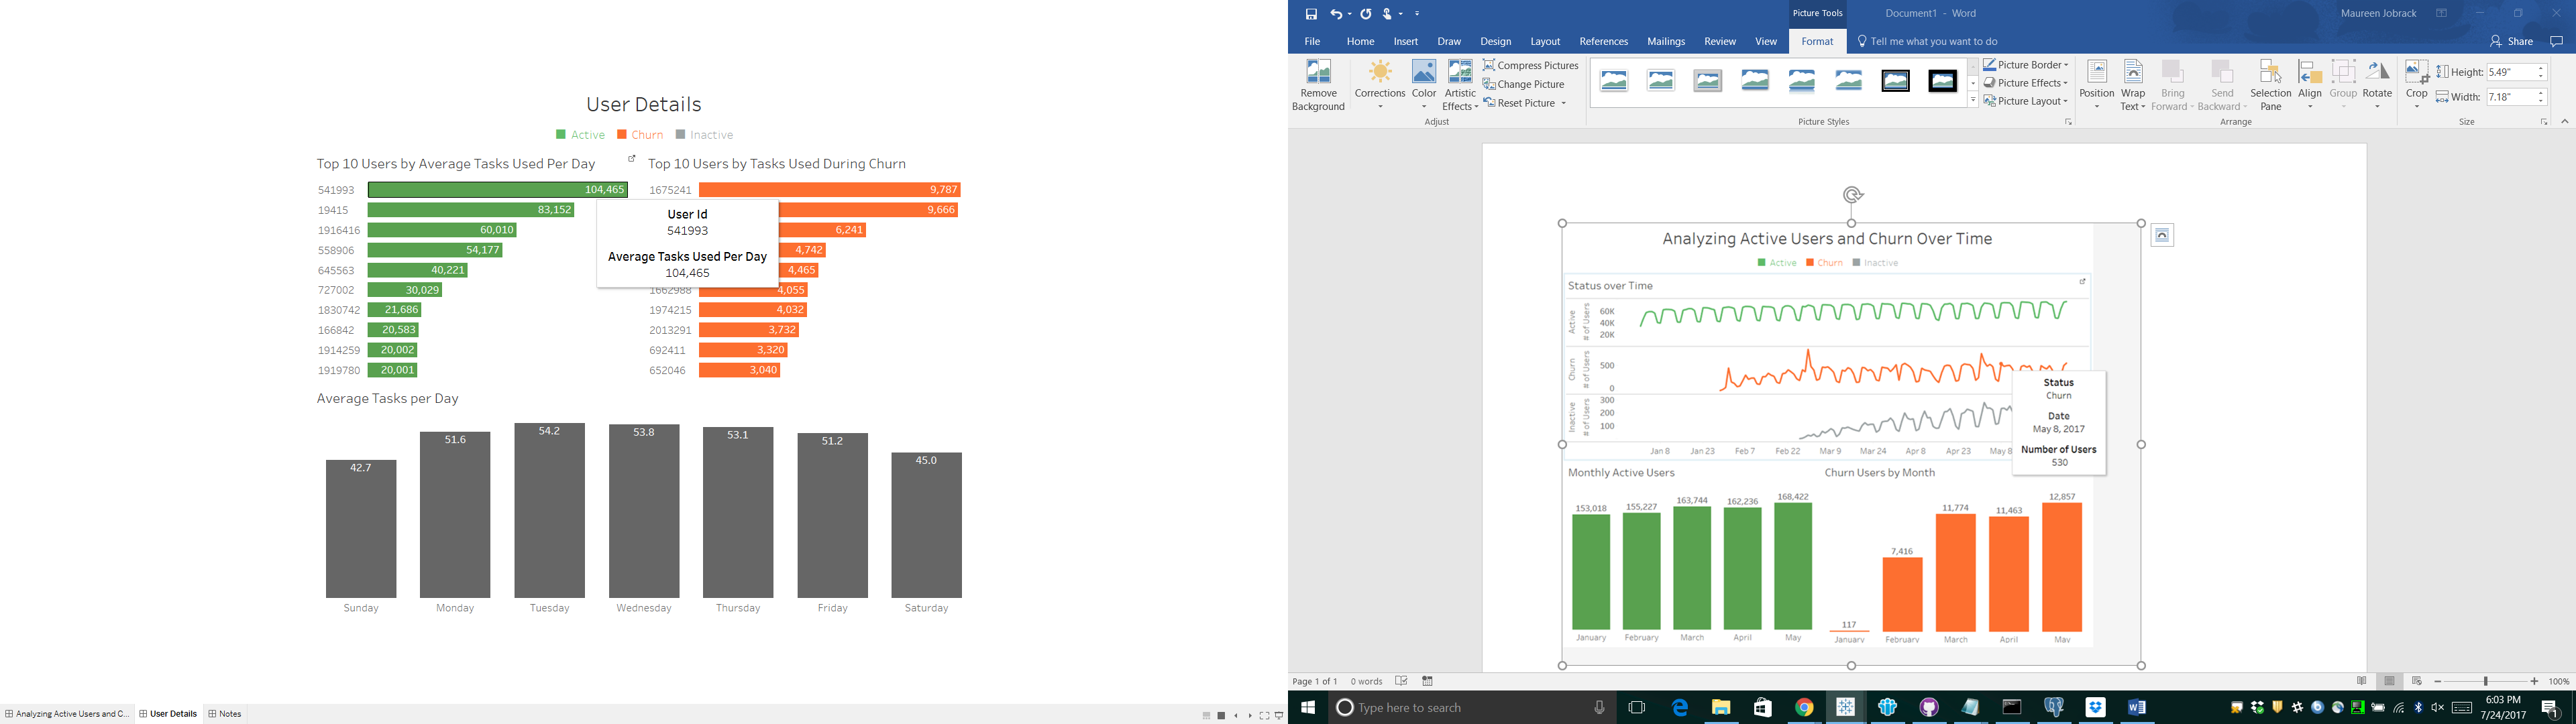 User Details
Active Churn Inactive
Top 10 Users by Average Tasks Used Per Day
541993 104,465
19415 83,152
1916416 60,010
558906 54,177
645563 40,221
727002 30,029
1830742 21,686
166842 20,583
1914259 20,002
1919780 20,001
Top 10 Users by Tasks Used During Churn
1675241 9,787
9,666
6,241
4,742
4,465
1662988 4,055
1974215 4,032
2013291 3,732
692411 3,320
652046 3,040
User Id
541993
Average Tasks Used Per Day
104,465
Average Tasks per Day
42.7 51.6 54.2 53.8 53.1 51.2 45.0
Sunday Monday Tuesday Wednesday Thursday Friday Saturday
Analyzing Active Users and C... User Details Notes
Picture Tools Document1 - Word Maureen Jobrack
File Home Insert Draw Design Layout References Mailings Review View Format Tell me what you want to do Share
Remove Background
Corrections Color Artistic Effects
Compress Pictures
Change Picture
Reset Picture
Adjust
Picture Styles
Picture Border
Picture Effects
Picture Layout
Position Wrap Text Bring Forward Send Backward Selection Pane Align Group Rotate
Arrange
Crop
Height: 5.49"
Width: 7.18"
Size
Analyzing Active Users and Churn Over Time
Active Churn Inactive
Status over Time
Active
# of Users
60K
40K
20K
Churn
# of Users
500
0
Inactive
# of Users
300
200
100
Jan 8 Jan 23 Feb 7 Feb 22 Mar 9 Mar 24 Apr 8 Apr 23 May 8
Status
Churn
Date
May 8, 2017
Number of Users
530
Monthly Active Users
153,018 155,227 163,744 162,236 168,422
January February March April May
Churn Users by Month
117 7,416 11,774 11,463 12,857
January February March April May
Page 1 of 1 0 words 100%
Type here to search
6:03 PM
7/24/2017
1